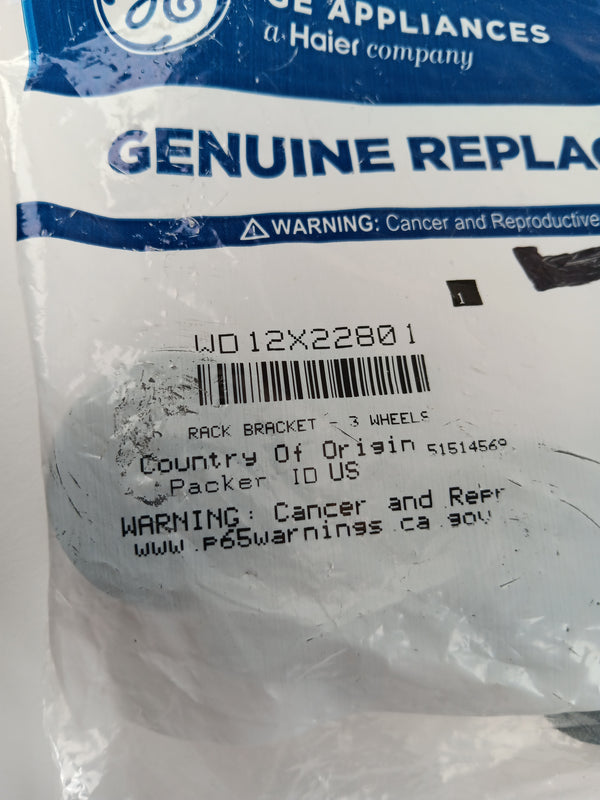 GE APPLIANCES
a Haier company
GENUINE REPLAC
WARNING: Cancer and Reproductive
1
WD12X22801
RACK BRACKET - 3 WHEELS
Country Of Origin 51514569
Packer ID US
WARNING: Cancer and Repr
www.p65warnings.ca.gov